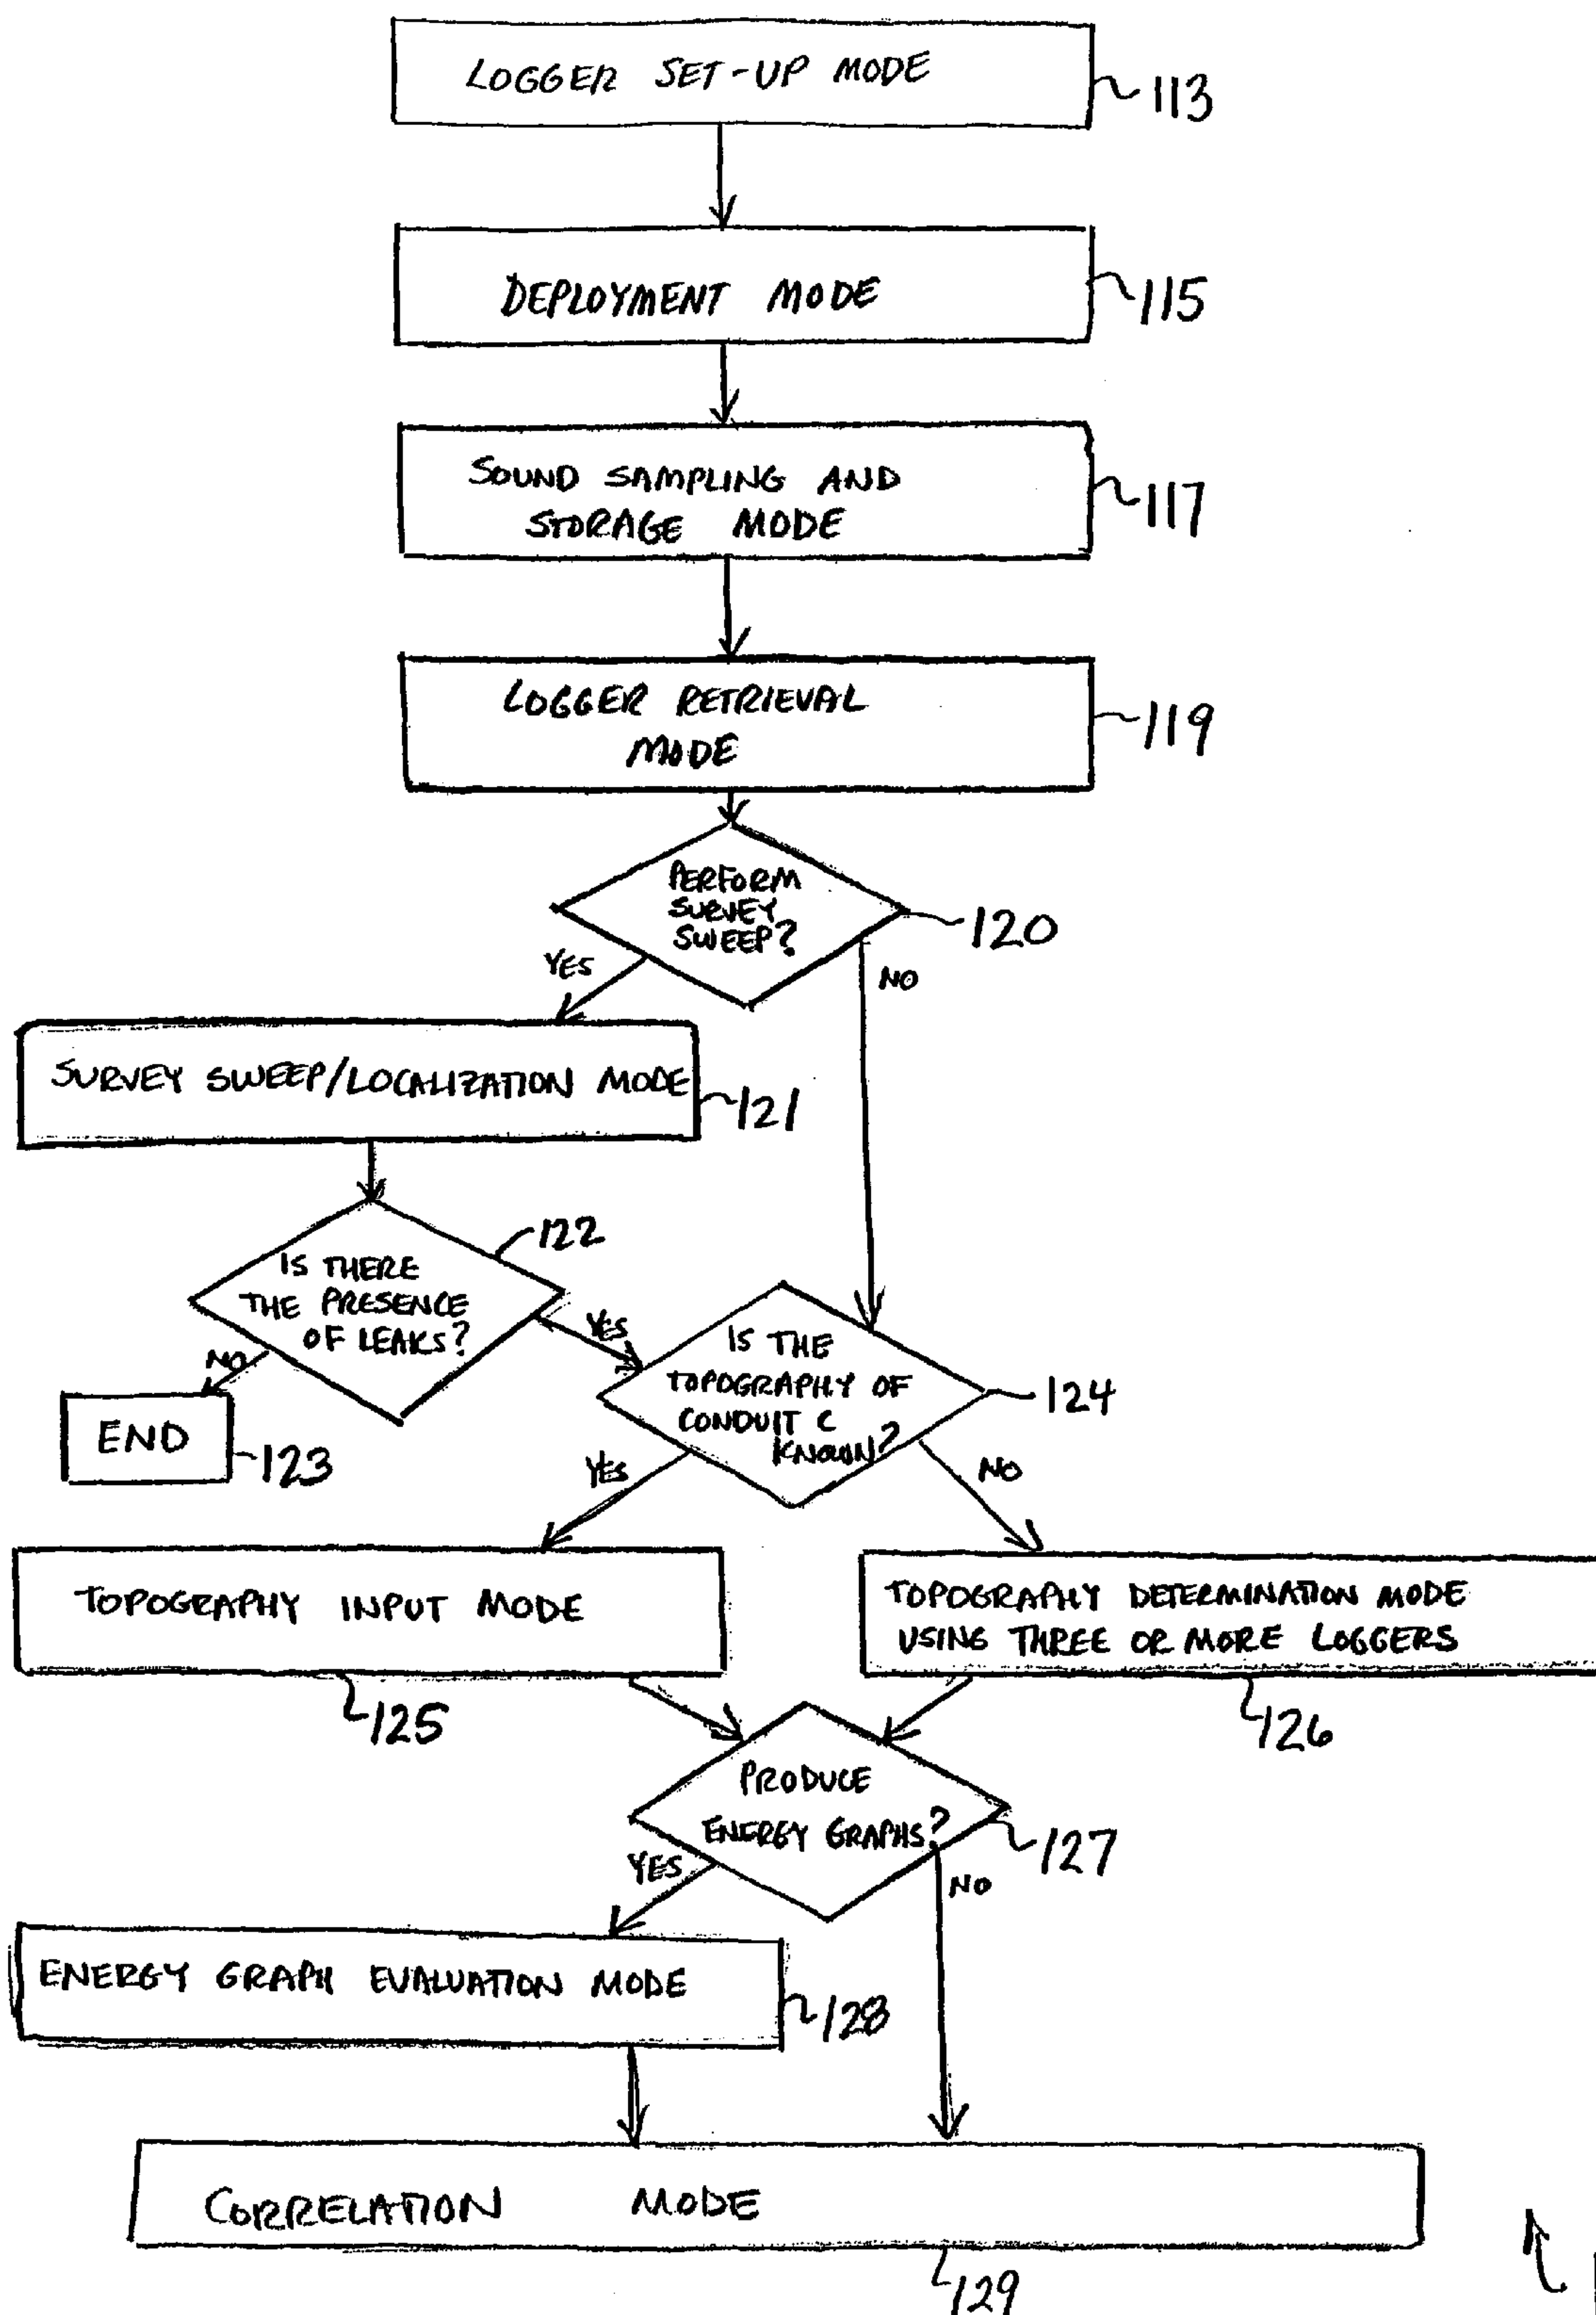 LOGGER SET-UP MODE
113
DEPLOYMENT MODE
115
SOUND SAMPLING AND
STORAGE MODE
117
LOGGER RETRIEVAL
MODE
119
PERFORM
SURVEY
SWEEP?
120
YES
NO
SURVEY SWEEP/LOCALIZATION MODE
121
122
IS THERE
THE PRESENCE
OF LEAKS?
YES
NO
IS THE
TOPOGRAPHY OF
CONDUIT C
KNOWN?
124
END
123
YES
NO
TOPOGRAPHY INPUT MODE
125
TOPOGRAPHY DETERMINATION MODE
USING THREE OR MORE LOGGERS
126
PRODUCE
ENERGY GRAPHS?
127
YES
NO
ENERGY GRAPH EVALUATION MODE
128
CORRELATION MODE
129